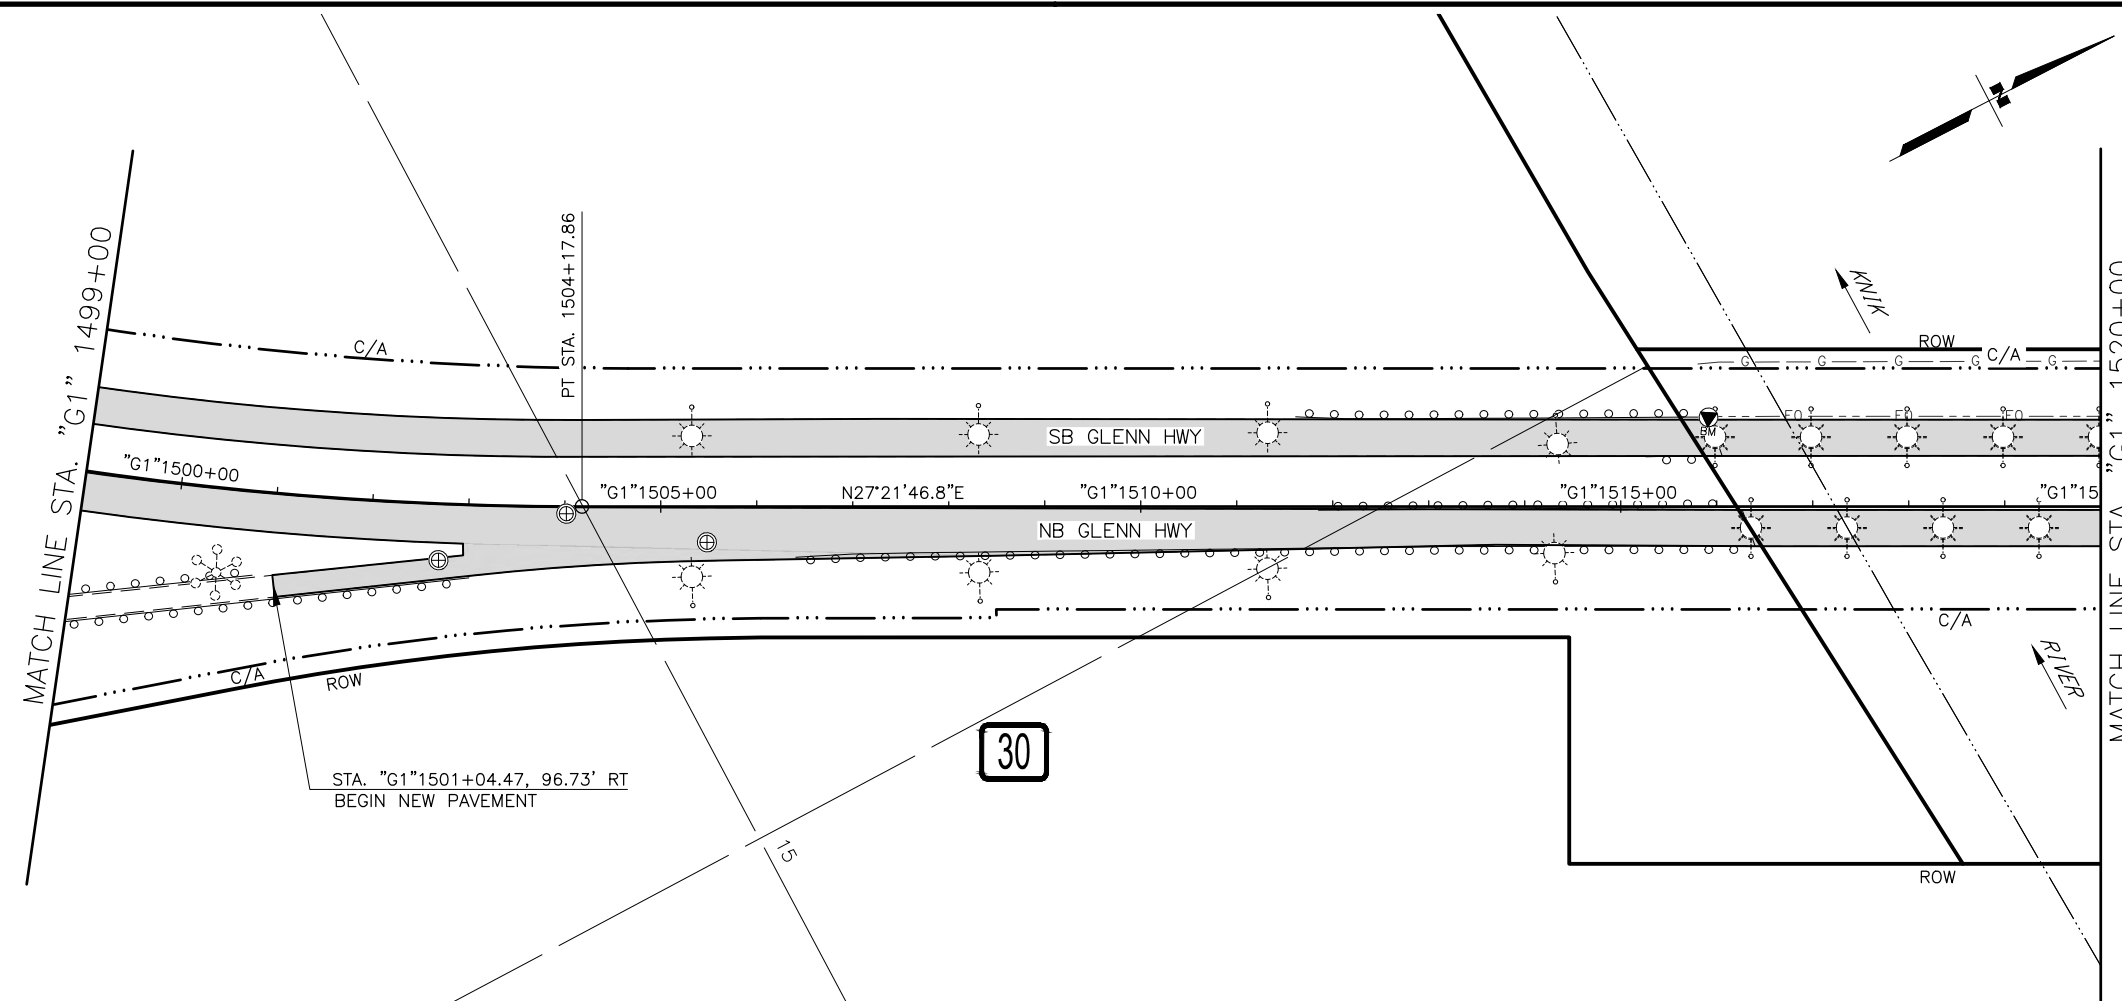 MATCH LINE STA. "G1" 1499+00
C/A
PT STA. 1504+17.86
N
KNIK
ROW
C/A
G G G G G
BM
FO FO FO
SB GLENN HWY
"G1"1500+00
"G1"1505+00
N27°21'46.8"E
"G1"1510+00
"G1"1515+00
"G1"15
NB GLENN HWY
C/A
ROW
C/A
RIVER
30
STA. "G1"1501+04.47, 96.73' RT
BEGIN NEW PAVEMENT
15
ROW
MATCH LINE STA. "G1" 1520+00